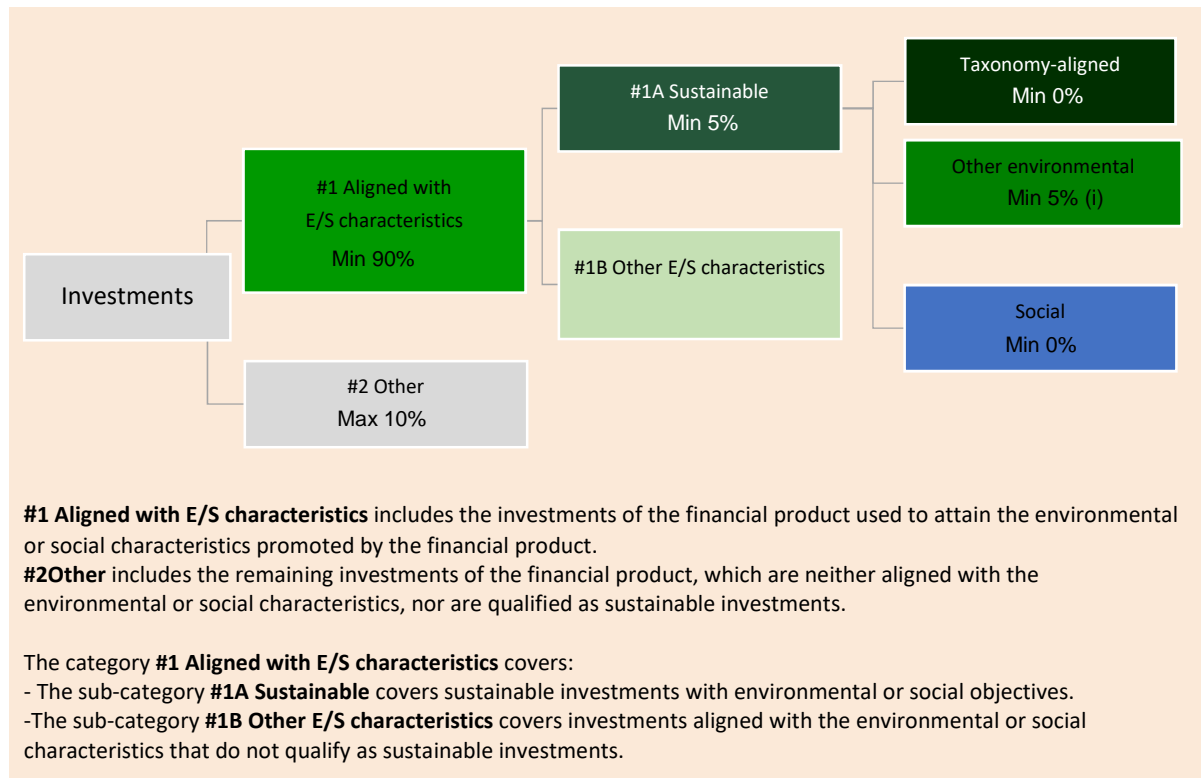 Investments
#1 Aligned with
E/S characteristics
Min 90%
#2 Other
Max 10%
#1A Sustainable
Min 5%
#1B Other E/S characteristics
Taxonomy-aligned
Min 0%
Other environmental
Min 5% (i)
Social
Min 0%
#1 Aligned with E/S characteristics includes the investments of the financial product used to attain the environmental
or social characteristics promoted by the financial product.
#2Other includes the remaining investments of the financial product, which are neither aligned with the
environmental or social characteristics, nor are qualified as sustainable investments.
The category #1 Aligned with E/S characteristics covers:
- The sub-category #1A Sustainable covers sustainable investments with environmental or social objectives.
-The sub-category #1B Other E/S characteristics covers investments aligned with the environmental or social
characteristics that do not qualify as sustainable investments.